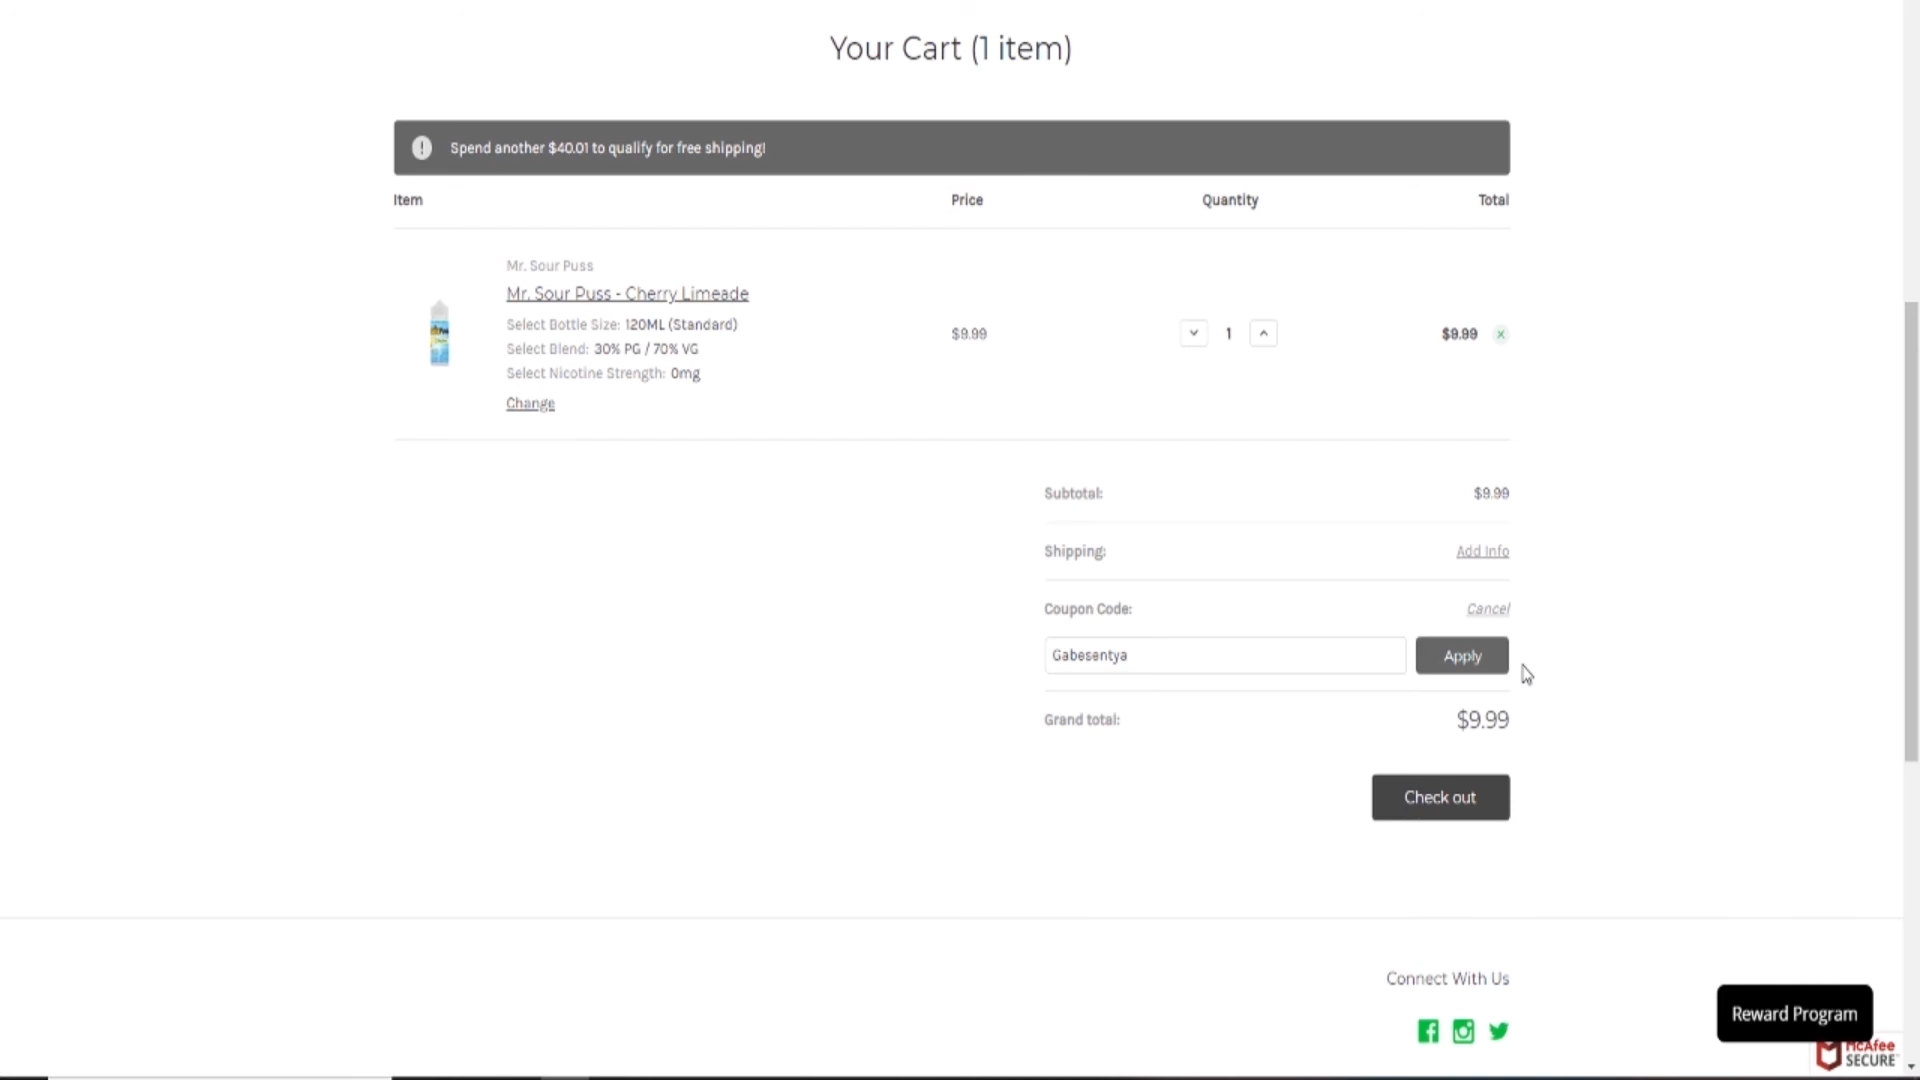 Your Cart (1 item)
Spend another $40.01 to qualify for free shipping!
Item Price Quantity Total
Mr. Sour Puss
Mr. Sour Puss - Cherry Limeade
Select Bottle Size: 120ML (Standard)
Select Blend: 30% PG / 70% VG
Select Nicotine Strength: 0mg
Change
$9.99 1 $9.99
Subtotal: $9.99
Shipping: Add Info
Coupon Code: Cancel
Gabesentya Apply
Grand total: $9.99
Check out
Connect With Us
Reward Program
McAfee
SECURE